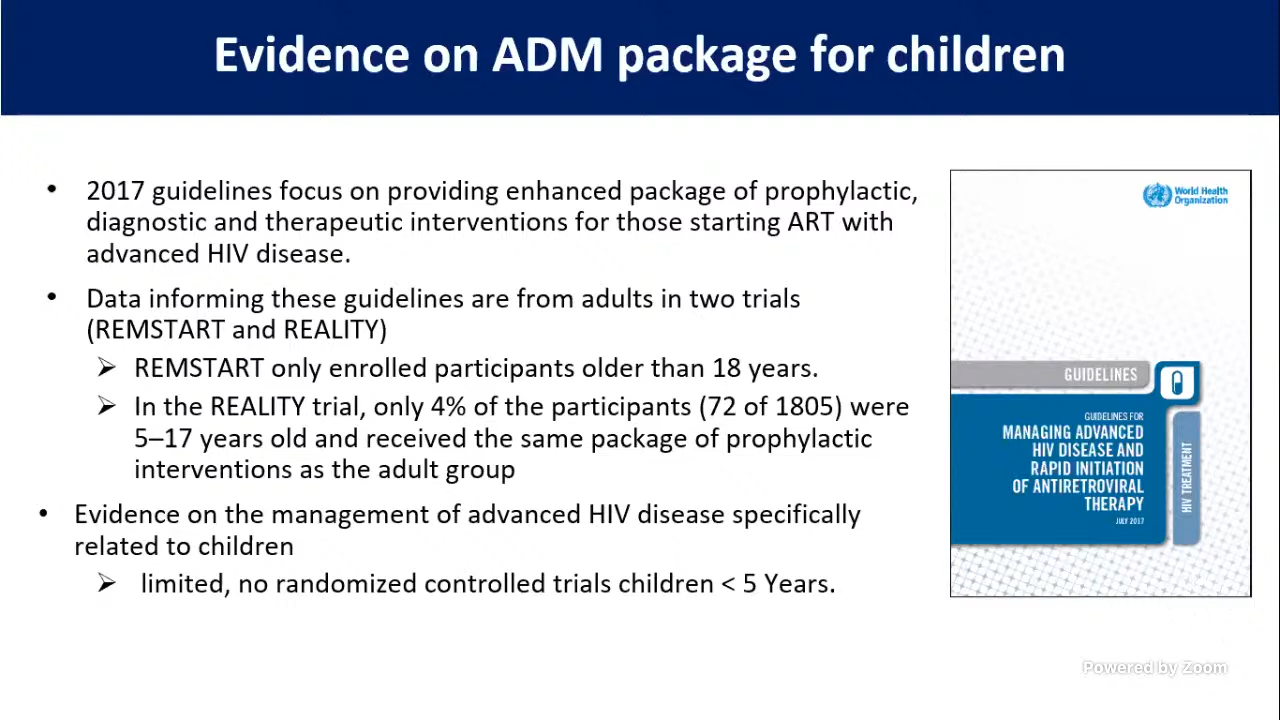 Evidence on ADM package for children
• 2017 guidelines focus on providing enhanced package of prophylactic,
diagnostic and therapeutic interventions for those starting ART with
advanced HIV disease.
• Data informing these guidelines are from adults in two trials
(REMSTART and REALITY)
➢ REMSTART only enrolled participants older than 18 years.
➢ In the REALITY trial, only 4% of the participants (72 of 1805) were
5–17 years old and received the same package of prophylactic
interventions as the adult group
• Evidence on the management of advanced HIV disease specifically
related to children
➢ limited, no randomized controlled trials children < 5 Years.
World Health
Organization
GUIDELINES
GUIDELINES FOR
MANAGING ADVANCED
HIV DISEASE AND
RAPID INITIATION
OF ANTIRETROVIRAL
THERAPY
JULY 2017
HIV TREATMENT
Powered by Zoom